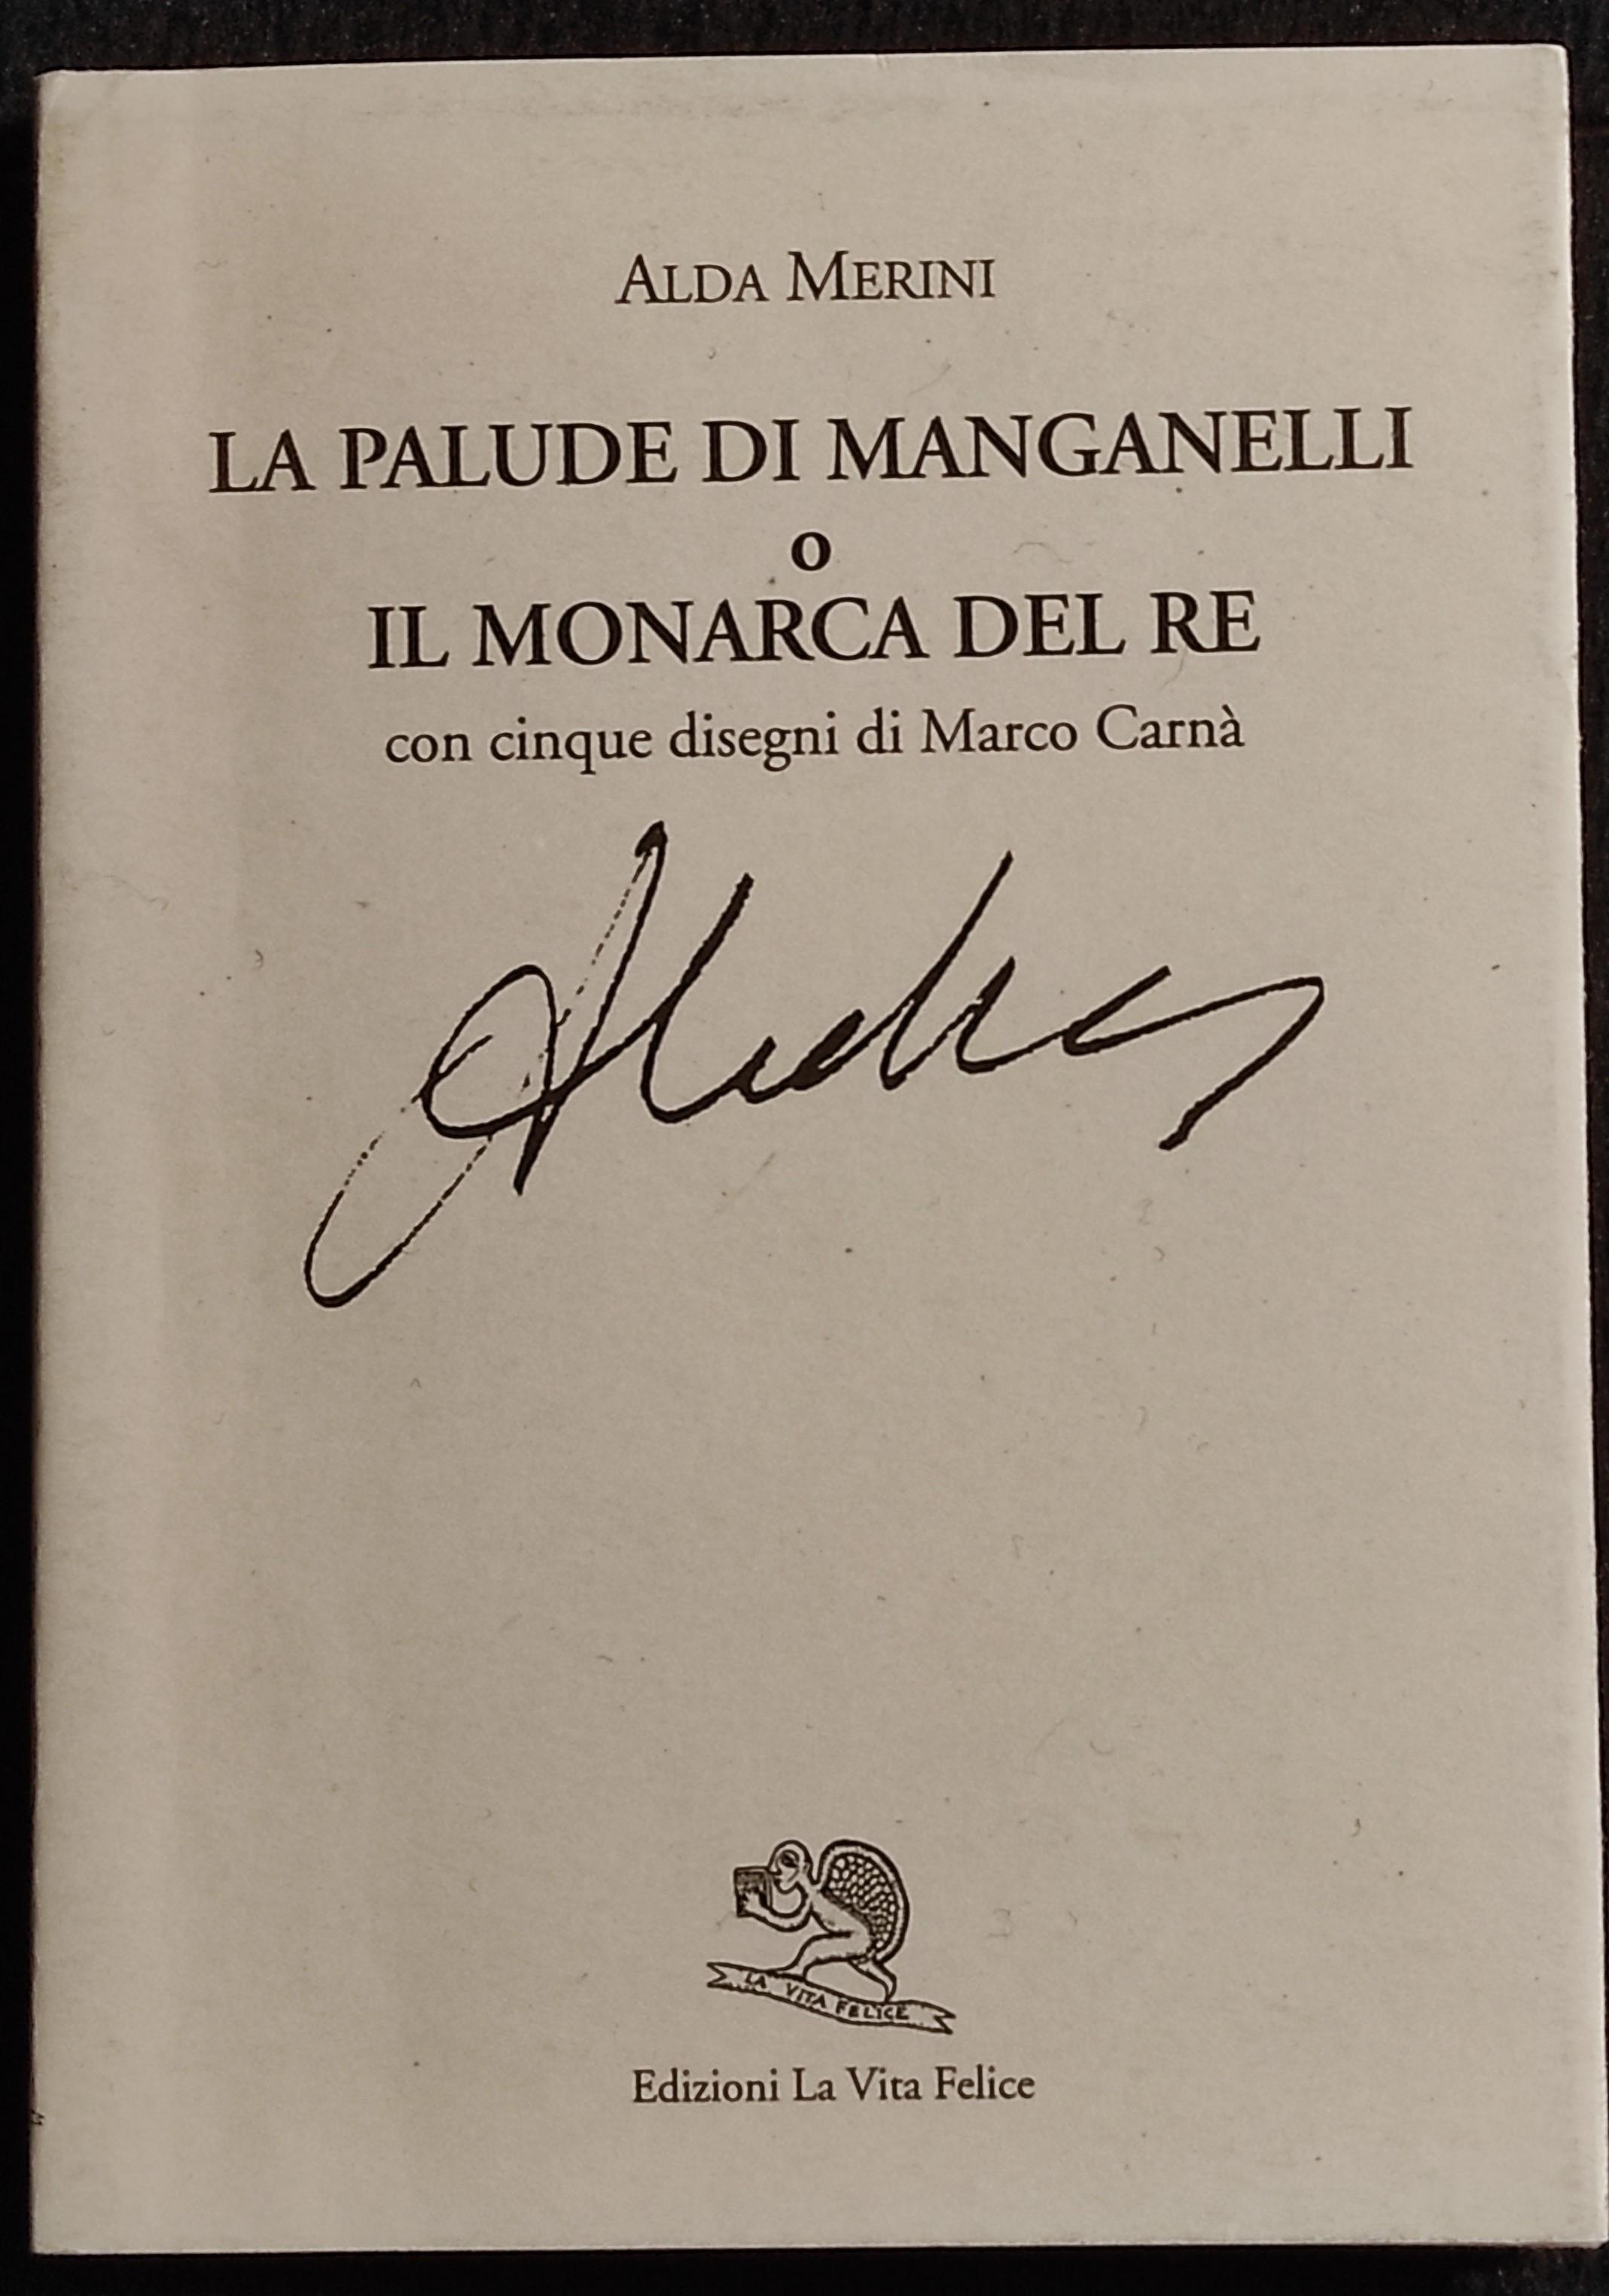 ALDA MERINI
LA PALUDE DI MANGANELLI
o
IL MONARCA DEL RE
con cinque disegni di Marco Carnà
LA VITA FELICE
Edizioni La Vita Felice